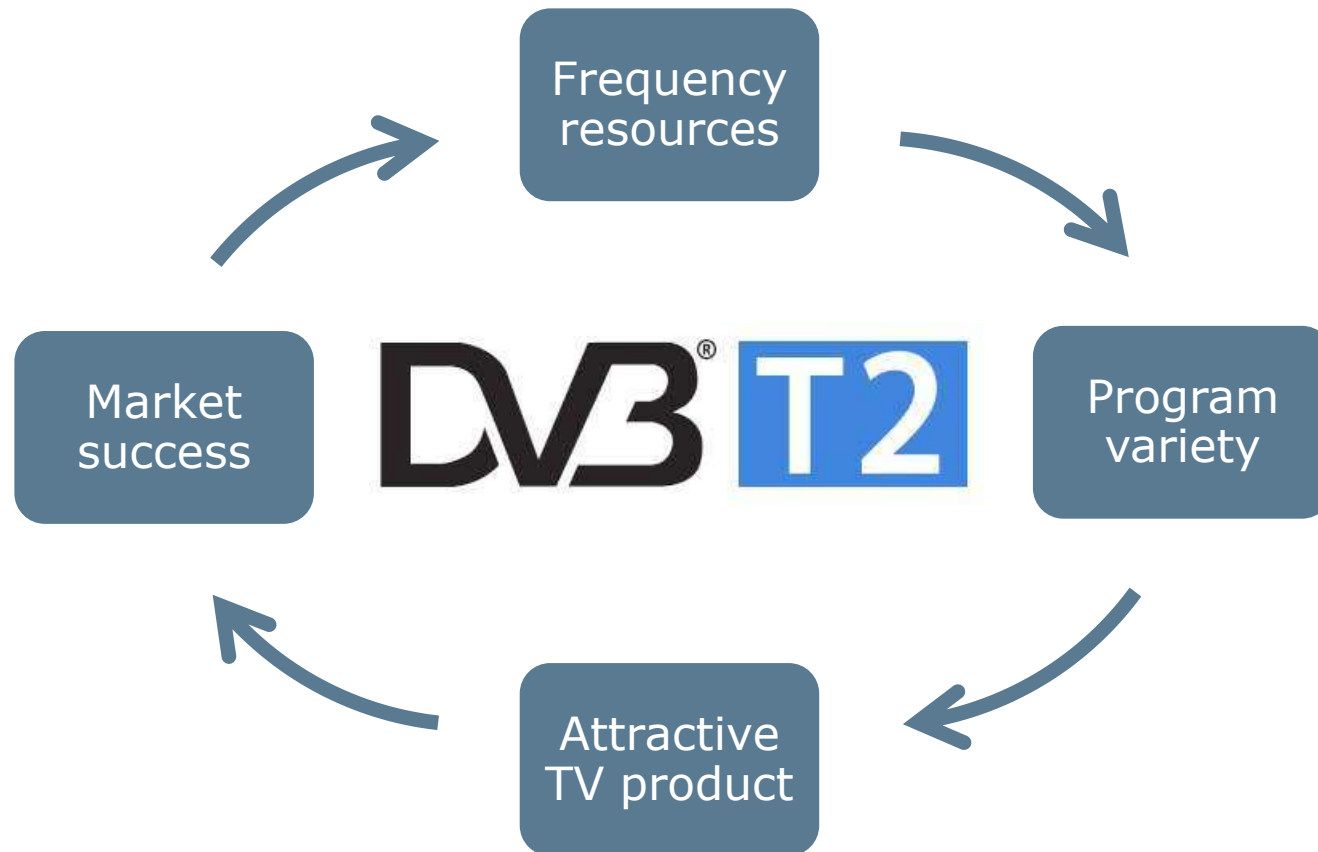 Frequency
resources
Market
success
DVB® T2
Program
variety
Attractive
TV product